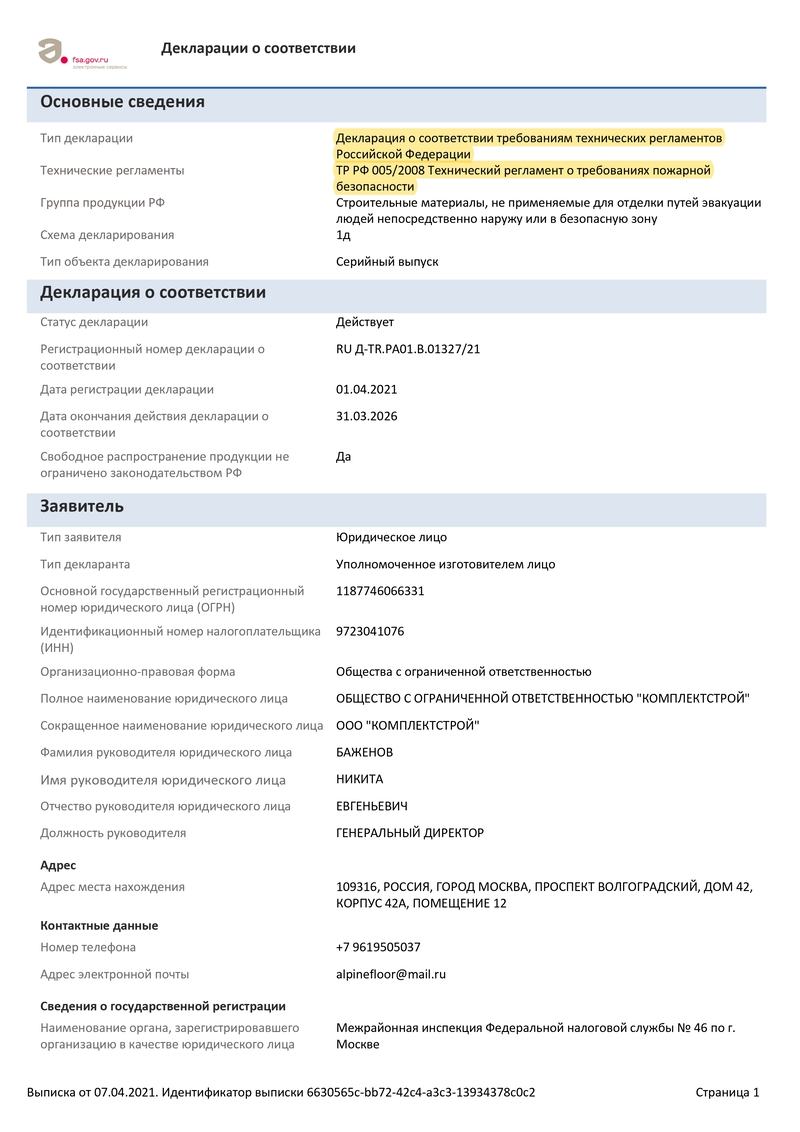 fsa.gov.ru
электронные сервисы
Декларации о соответствии
Основные сведения
Тип декларации
Декларация о соответствии требованиям технических регламентов
Российской Федерации
Технические регламенты
ТР РФ 005/2008 Технический регламент о требованиях пожарной
безопасности
Группа продукции РФ
Строительные материалы, не применяемые для отделки путей эвакуации
людей непосредственно наружу или в безопасную зону
Схема декларирования
1д
Тип объекта декларирования
Серийный выпуск
Декларация о соответствии
Статус декларации
Действует
Регистрационный номер декларации о
соответствии
RU Д-TR.РА01.В.01327/21
Дата регистрации декларации
01.04.2021
Дата окончания действия декларации о
соответствии
31.03.2026
Свободное распространение продукции не
ограничено законодательством РФ
Да
Заявитель
Тип заявителя
Юридическое лицо
Тип декларанта
Уполномоченное изготовителем лицо
Основной государственный регистрационный
номер юридического лица (ОГРН)
1187746066331
Идентификационный номер налогоплательщика
(ИНН)
9723041076
Организационно-правовая форма
Общества с ограниченной ответственностью
Полное наименование юридического лица
ОБЩЕСТВО С ОГРАНИЧЕННОЙ ОТВЕТСТВЕННОСТЬЮ "КОМПЛЕКТСТРОЙ"
Сокращенное наименование юридического лица
ООО "КОМПЛЕКТСТРОЙ"
Фамилия руководителя юридического лица
БАЖЕНОВ
Имя руководителя юридического лица
НИКИТА
Отчество руководителя юридического лица
ЕВГЕНЬЕВИЧ
Должность руководителя
ГЕНЕРАЛЬНЫЙ ДИРЕКТОР
Адрес
Адрес места нахождения
109316, РОССИЯ, ГОРОД МОСКВА, ПРОСПЕКТ ВОЛГОГРАДСКИЙ, ДОМ 42,
КОРПУС 42А, ПОМЕЩЕНИЕ 12
Контактные данные
Номер телефона
+7 9619505037
Адрес электронной почты
alpinefloor@mail.ru
Сведения о государственной регистрации
Наименование органа, зарегистрировавшего
организацию в качестве юридического лица
Межрайонная инспекция Федеральной налоговой службы № 46 по г.
Москве
Выписка от 07.04.2021. Идентификатор выписки 6630565c-bb72-42c4-a3c3-13934378c0c2
Страница 1